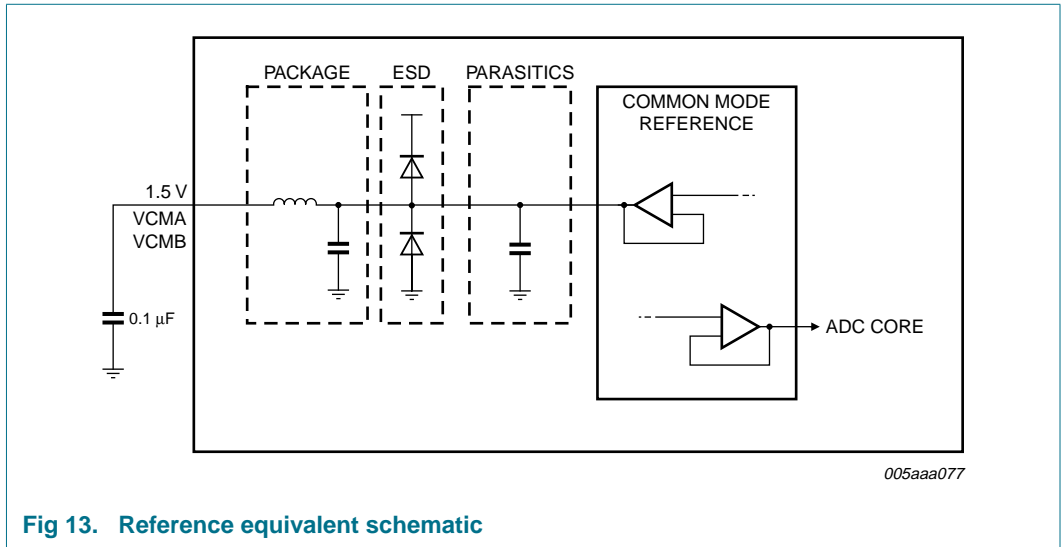 PACKAGE
ESD
PARASITICS
COMMON MODE
REFERENCE
1.5 V
VCMA
VCMB
0.1 μF
ADC CORE
005aaa077
Fig 13. Reference equivalent schematic